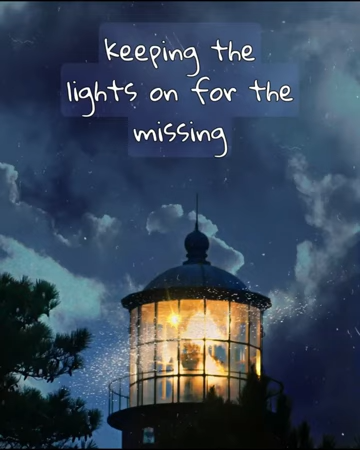 keeping the
lights on for the
missing